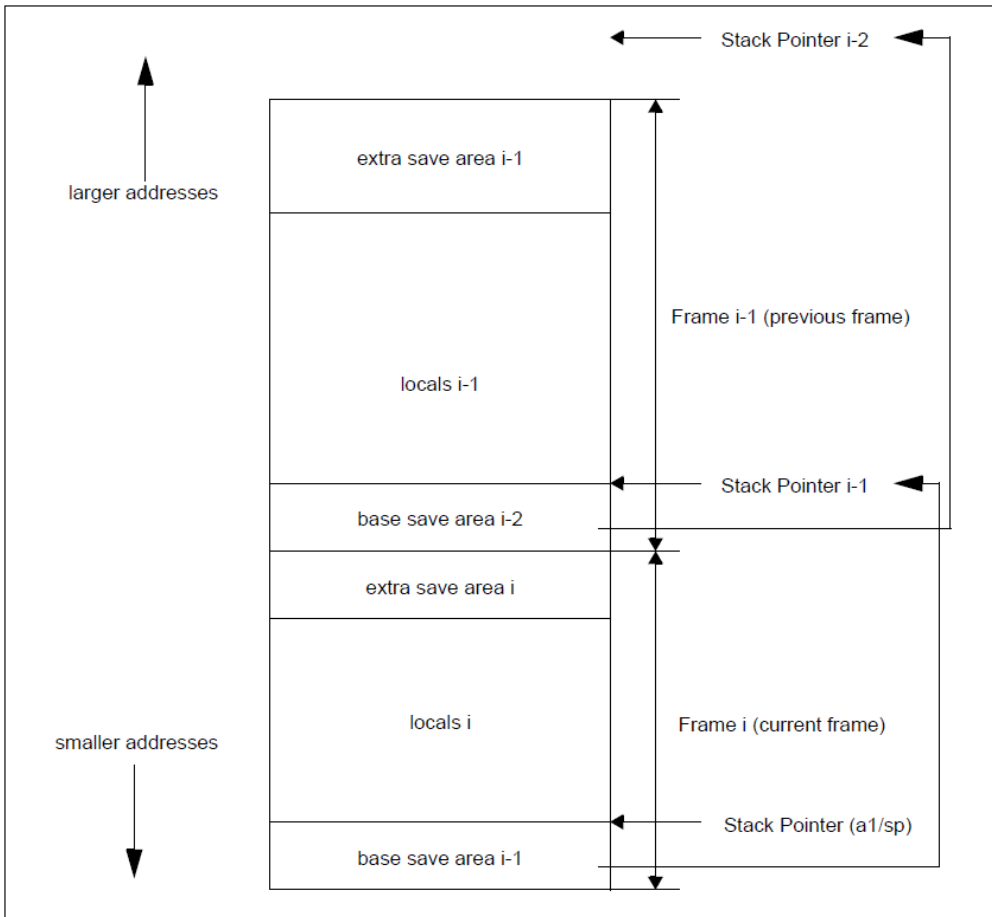 Stack Pointer i-2
extra save area i-1
larger addresses
Frame i-1 (previous frame)
locals i-1
Stack Pointer i-1
base save area i-2
extra save area i
locals i
Frame i (current frame)
smaller addresses
Stack Pointer (a1/sp)
base save area i-1